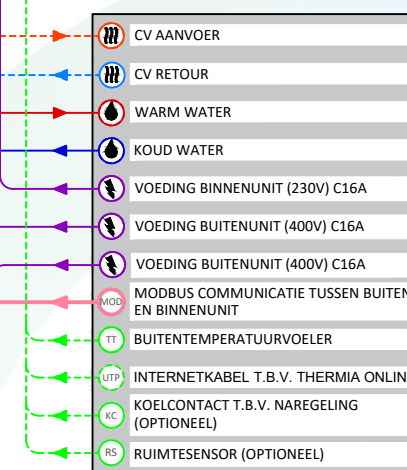 CV AANVOER
CV RETOUR
WARM WATER
KOUD WATER
VOEDING BINNENUNIT (230V) C16A
VOEDING BUITENUNIT (400V) C16A
VOEDING BUITENUNIT (400V) C16A
MOD
MODBUS COMMUNICATIE TUSSEN BUITEN
EN BINNENUNIT
TT
BUITENTEMPERATUURVOELER
UTP
INTERNETKABEL T.B.V. THERMIA ONLIN
KC
KOELCONTACT T.B.V. NAREGELING
(OPTIONEEL)
RS
RUIMTESENSOR (OPTIONEEL)